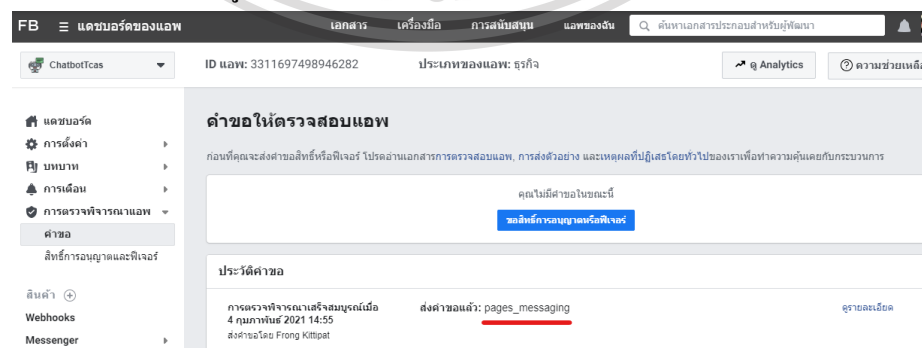 FB ☰ แดชบอร์ดของแอพ เอกสาร เครื่องมือ การสนับสนุน แอพของฉัน ค้นหาเอกสารประกอบสำหรับผู้พัฒนา
ChatbotTcas ID แอพ: 3311697498946282 ประเภทของแอพ: ธุรกิจ ดู Analytics ความช่วยเหลือ
แดชบอร์ด
การตั้งค่า
บทบาท
การเตือน
การตรวจพิจารณาแอพ
คำขอ
สิทธิ์การอนุญาตและฟีเจอร์
สินค้า
Webhooks
Messenger
คำขอให้ตรวจสอบแอพ
ก่อนที่คุณจะส่งคำขอสิทธิ์หรือฟีเจอร์ โปรดอ่านเอกสารการตรวจสอบแอพ, การส่งตัวอย่าง และเหตุผลที่ปฏิเสธโดยทั่วไปของเราเพื่อทำความคุ้นเคยกับกระบวนการ
คุณไม่มีคำขอในขณะนี้
ขอสิทธิ์การอนุญาตหรือฟีเจอร์
ประวัติคำขอ
การตรวจพิจารณาเสร็จสมบูรณ์เมื่อ ส่งคำขอแล้ว: pages_messaging ดูรายละเอียด
4 กุมภาพันธ์ 2021 14:55
ส่งคำขอโดย Frong Kittipat